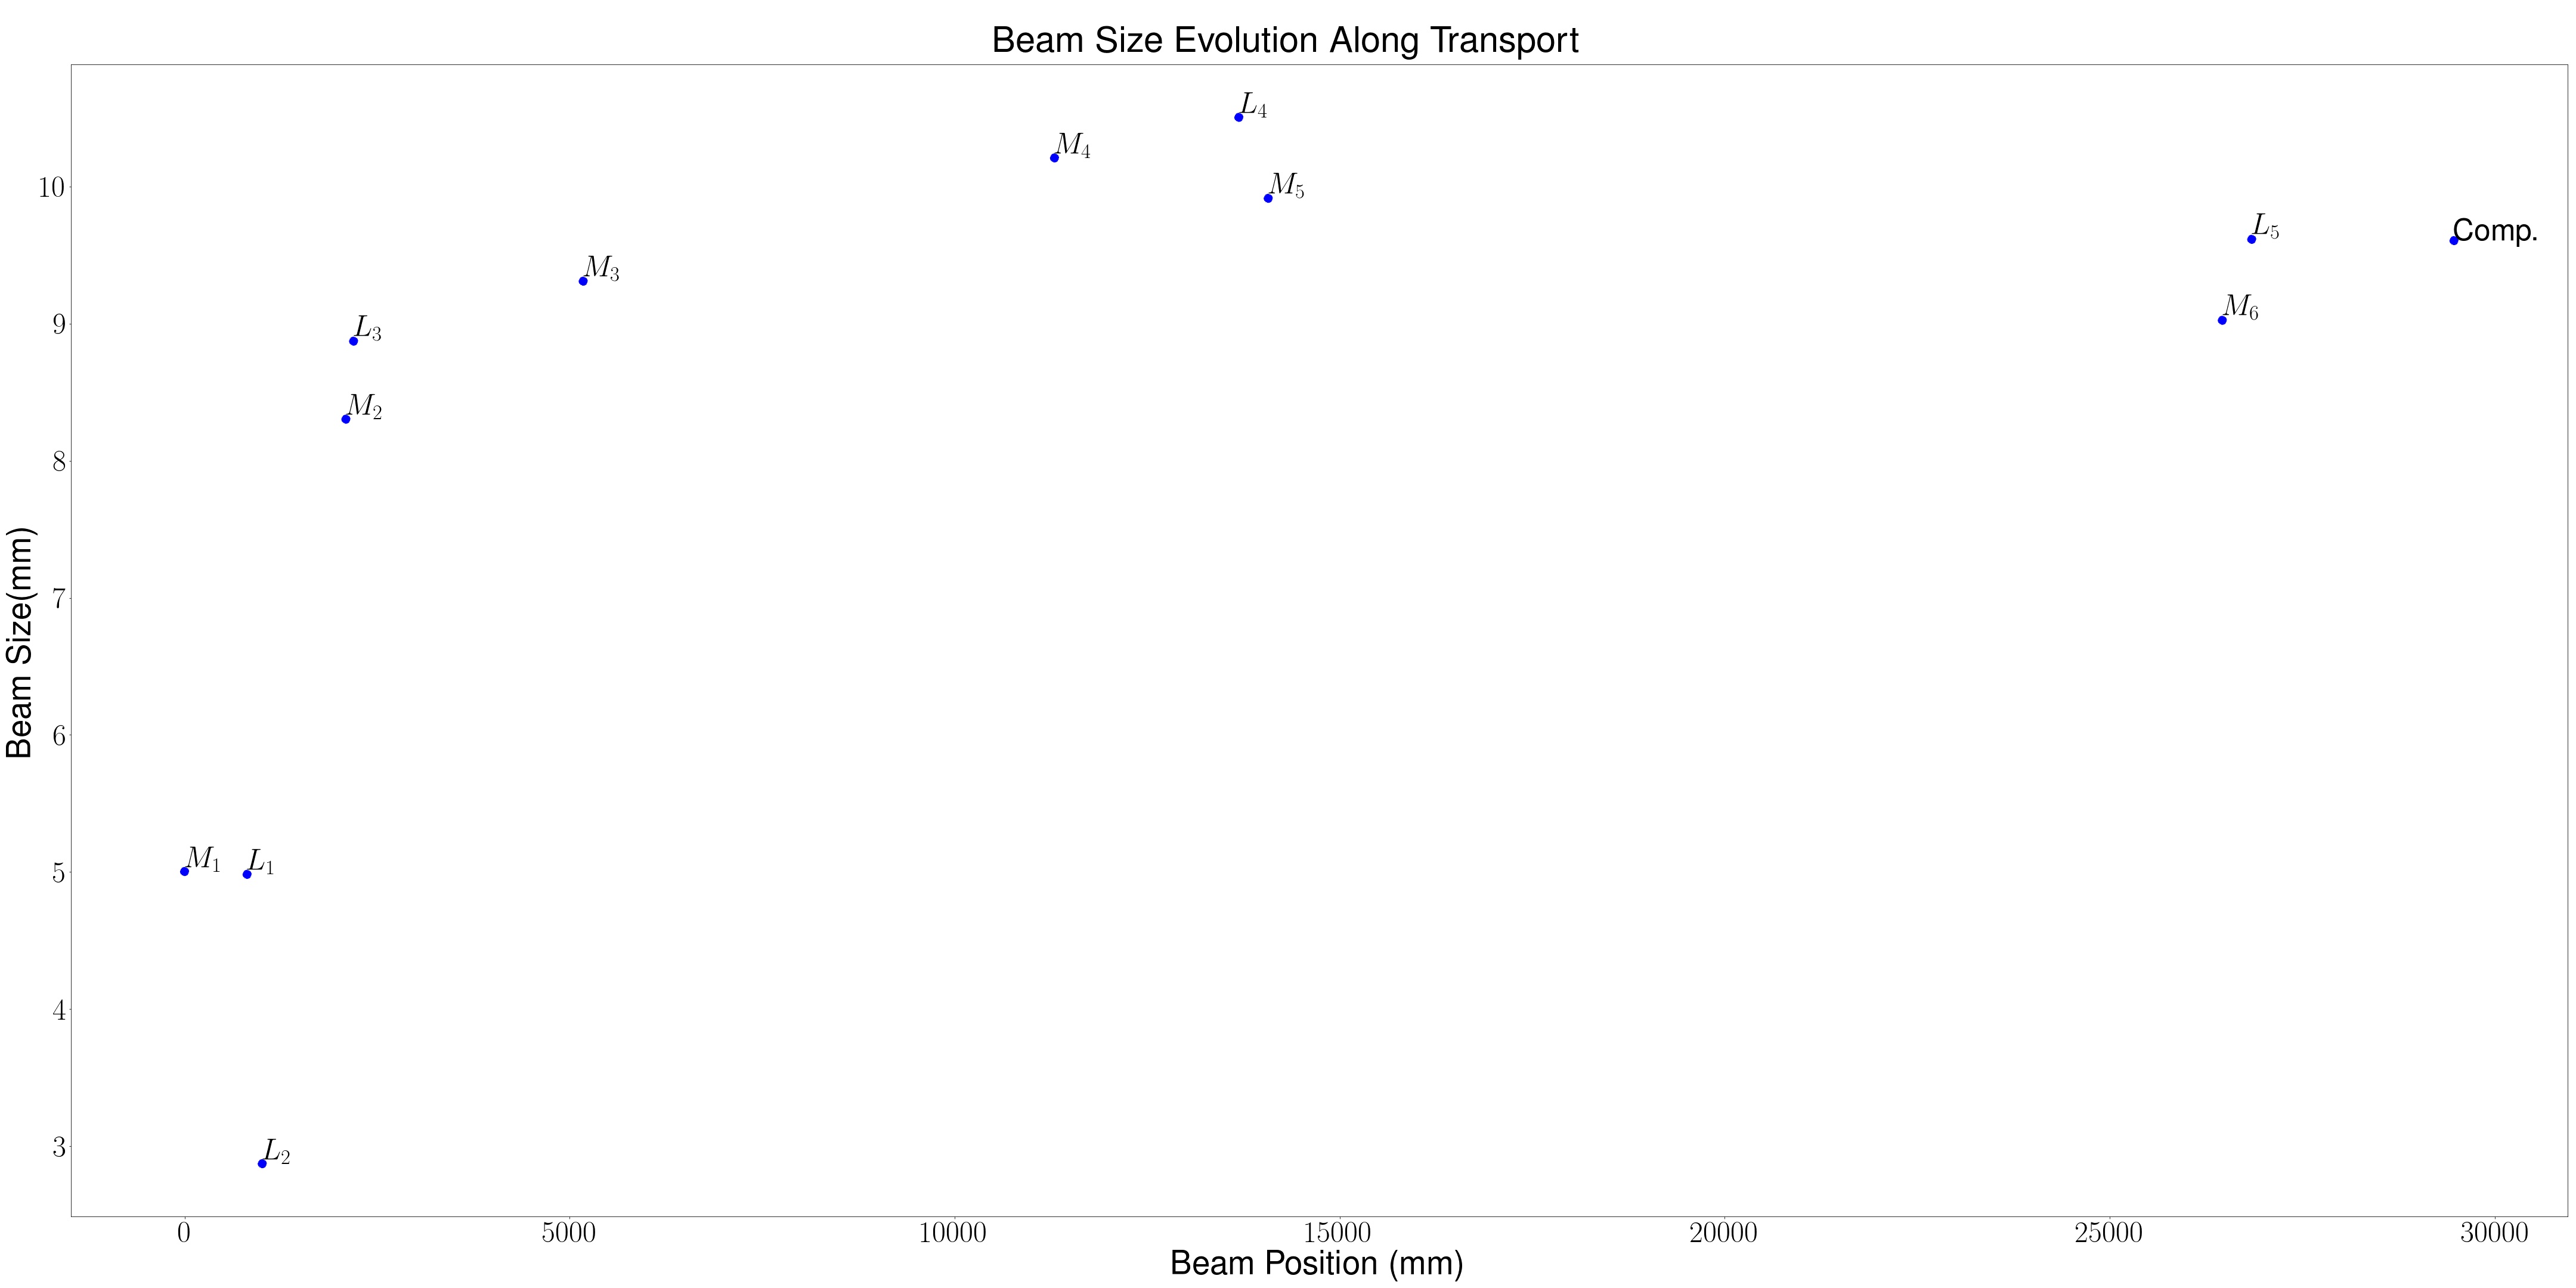 Beam Size Evolution Along Transport
L₄
M₄
10
M₅
L₅
Comp.
M₃
M₆
9
L₃
M₂
8
7
Beam Size(mm)
6
M₁
L₁
5
4
L₂
3
0 5000 10000 15000 20000 25000 30000
Beam Position (mm)